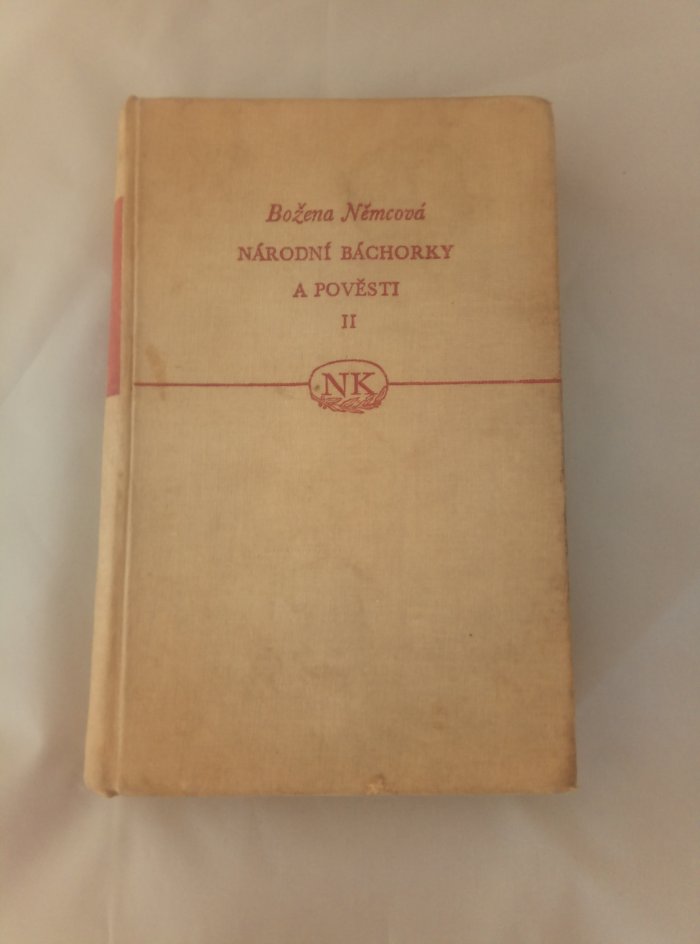 Božena Němcová
NÁRODNÍ BÁCHORKY
A POVĚSTI
II
NK